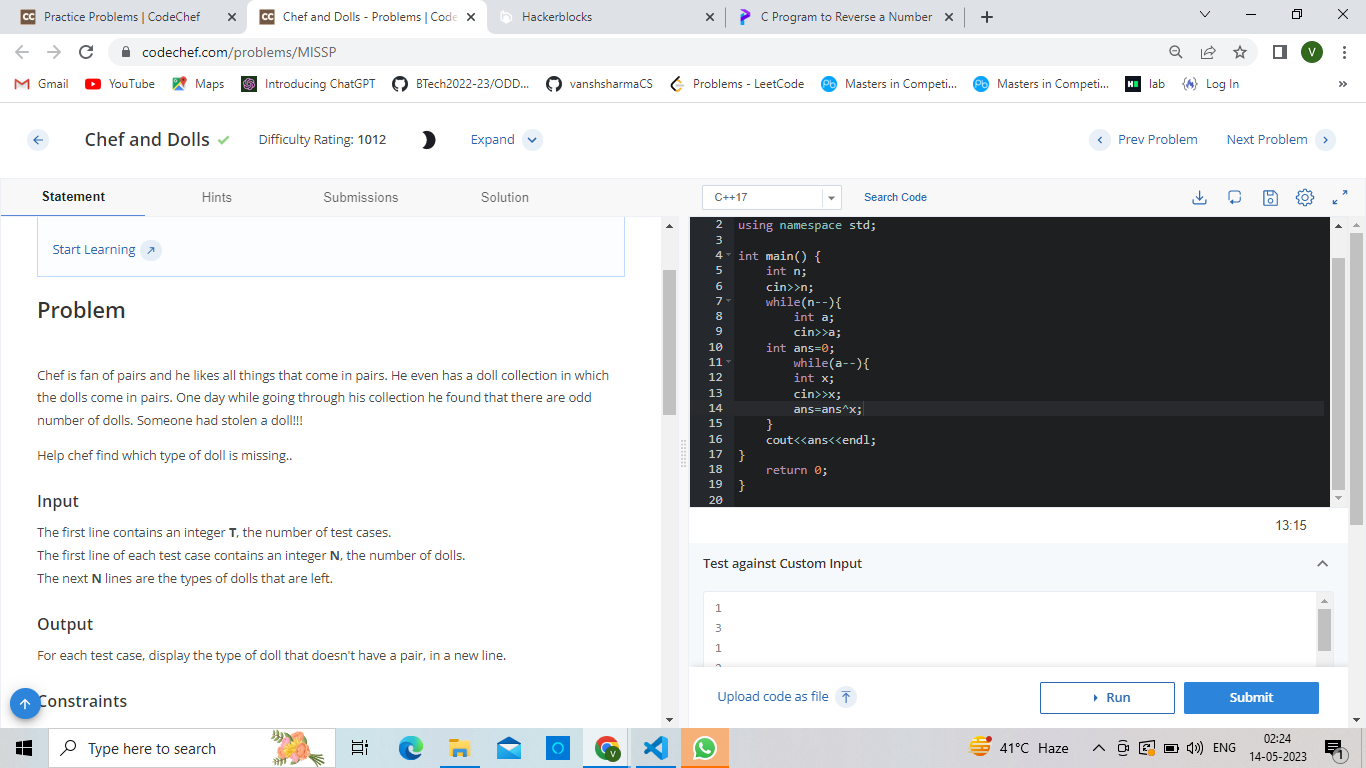 Practice Problems | CodeChef
Chef and Dolls - Problems | Code
Hackerblocks
C Program to Reverse a Number
codechef.com/problems/MISSP
V
Gmail
YouTube
Maps
Introducing ChatGPT
BTech2022-23/ODD...
vanshsharmaCS
Problems - LeetCode
Masters in Competi...
Masters in Competi...
lab
Log In
»
Chef and Dolls
Difficulty Rating: 1012
Expand
Prev Problem
Next Problem
Statement
Hints
Submissions
Solution
C++17
Search Code
Start Learning
Problem
Chef is fan of pairs and he likes all things that come in pairs. He even has a doll collection in which
the dolls come in pairs. One day while going through his collection he found that there are odd
number of dolls. Someone had stolen a doll!!!
Help chef find which type of doll is missing..
Input
The first line contains an integer T, the number of test cases.
The first line of each test case contains an integer N, the number of dolls.
The next N lines are the types of dolls that are left.
Output
For each test case, display the type of doll that doesn't have a pair, in a new line.
Constraints
2 using namespace std;
3
4 int main() {
5 int n;
6 cin>>n;
7 while(n--){
8 int a;
9 cin>>a;
10 int ans=0;
11 while(a--){
12 int x;
13 cin>>x;
14 ans=ans^x;
15 }
16 cout<<ans<<endl;
17 }
18 return 0;
19 }
20
13:15
Test against Custom Input
1
3
1
Upload code as file
Run
Submit
Type here to search
41°C Haze
ENG
02:24
14-05-2023
1